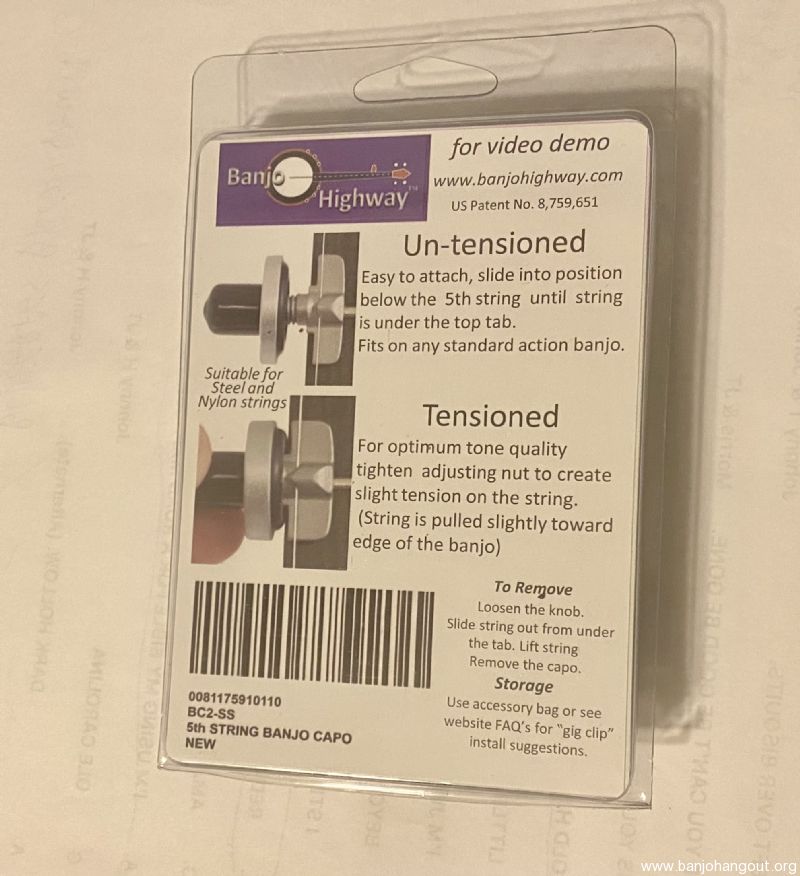 Banjo
Highway™
for video demo
www.banjohighway.com
US Patent No. 8,759,651
Un-tensioned
Easy to attach, slide into position
below the 5th string until string
is under the top tab.
Fits on any standard action banjo.
Suitable for
Steel and
Nylon strings
Tensioned
For optimum tone quality
tighten adjusting nut to create
slight tension on the string.
(String is pulled slightly toward
edge of the banjo)
To Remove
Loosen the knob.
Slide string out from under
the tab. Lift string
Remove the capo.
Storage
Use accessory bag or see
website FAQ's for "gig clip"
install suggestions.
0081175910110
BC2-SS
5th STRING BANJO CAPO
NEW
DARK HOLLOW
OLE CAROLINA
www.banjohangout.org